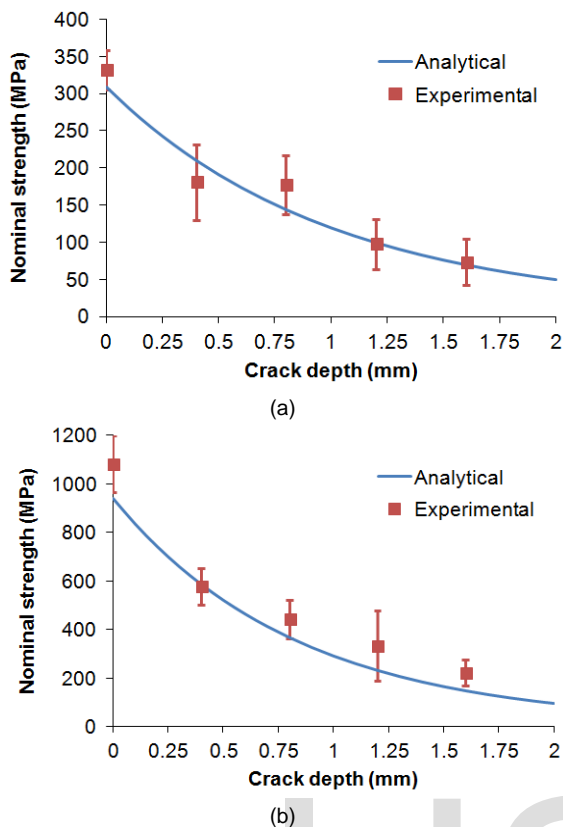 400
350
300
250
200
150
100
50
0
Nominal strength (MPa)
Analytical
Experimental
0 0.25 0.5 0.75 1 1.25 1.5 1.75 2
Crack depth (mm)
(a)
1200
1000
800
600
400
200
0
Nominal strength (MPa)
Analytical
Experimental
0 0.25 0.5 0.75 1 1.25 1.5 1.75 2
Crack depth (mm)
(b)